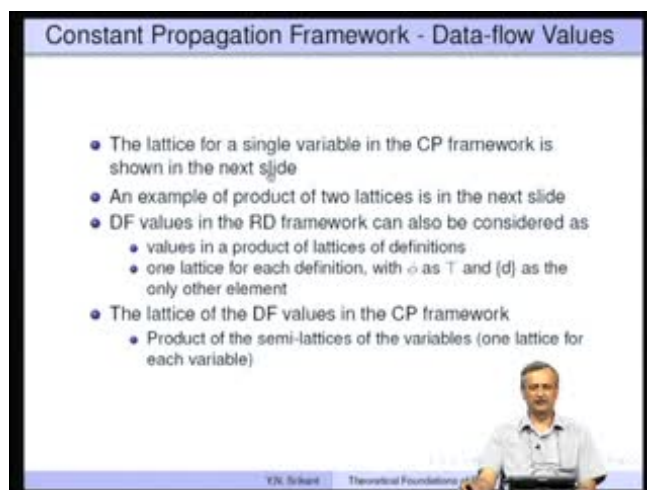 Constant Propagation Framework - Data-flow Values
The lattice for a single variable in the CP framework is
shown in the next slide
An example of product of two lattices is in the next slide
DF values in the RD framework can also be considered as
values in a product of lattices of definitions
one lattice for each definition, with ϕ as ⊤ and {d} as the
only other element
The lattice of the DF values in the CP framework
Product of the semi-lattices of the variables (one lattice for
each variable)
Y.N. Srikant
Theoretical Foundations